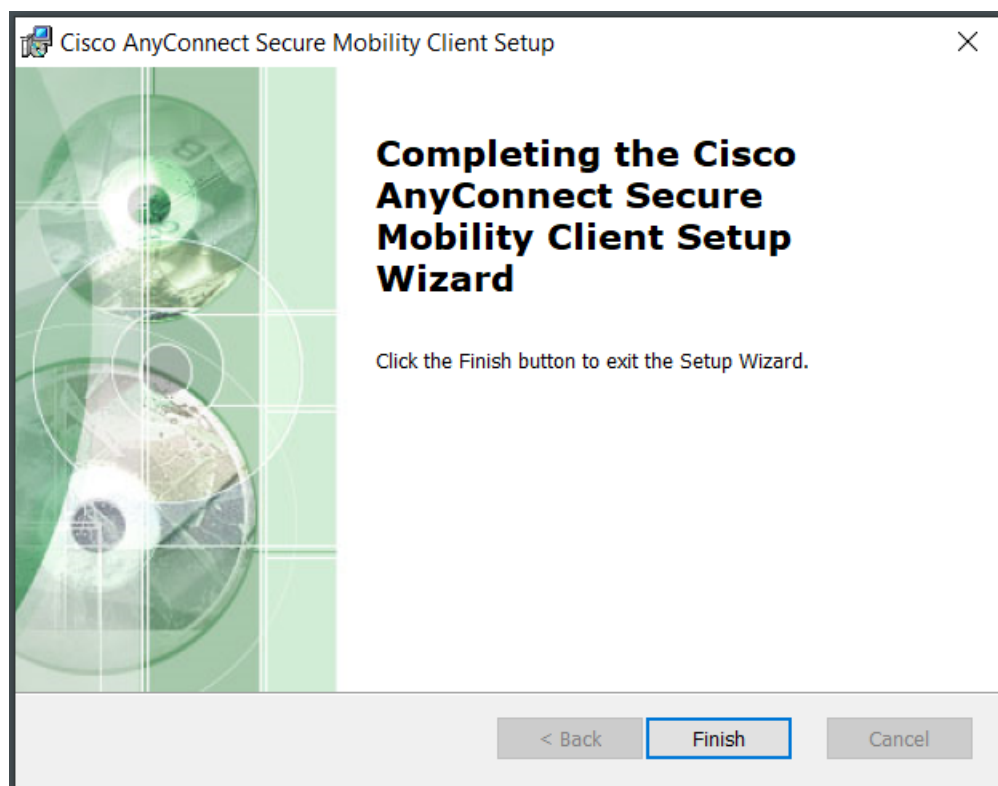 Cisco AnyConnect Secure Mobility Client Setup
Completing the Cisco
AnyConnect Secure
Mobility Client Setup
Wizard
Click the Finish button to exit the Setup Wizard.
< Back
Finish
Cancel